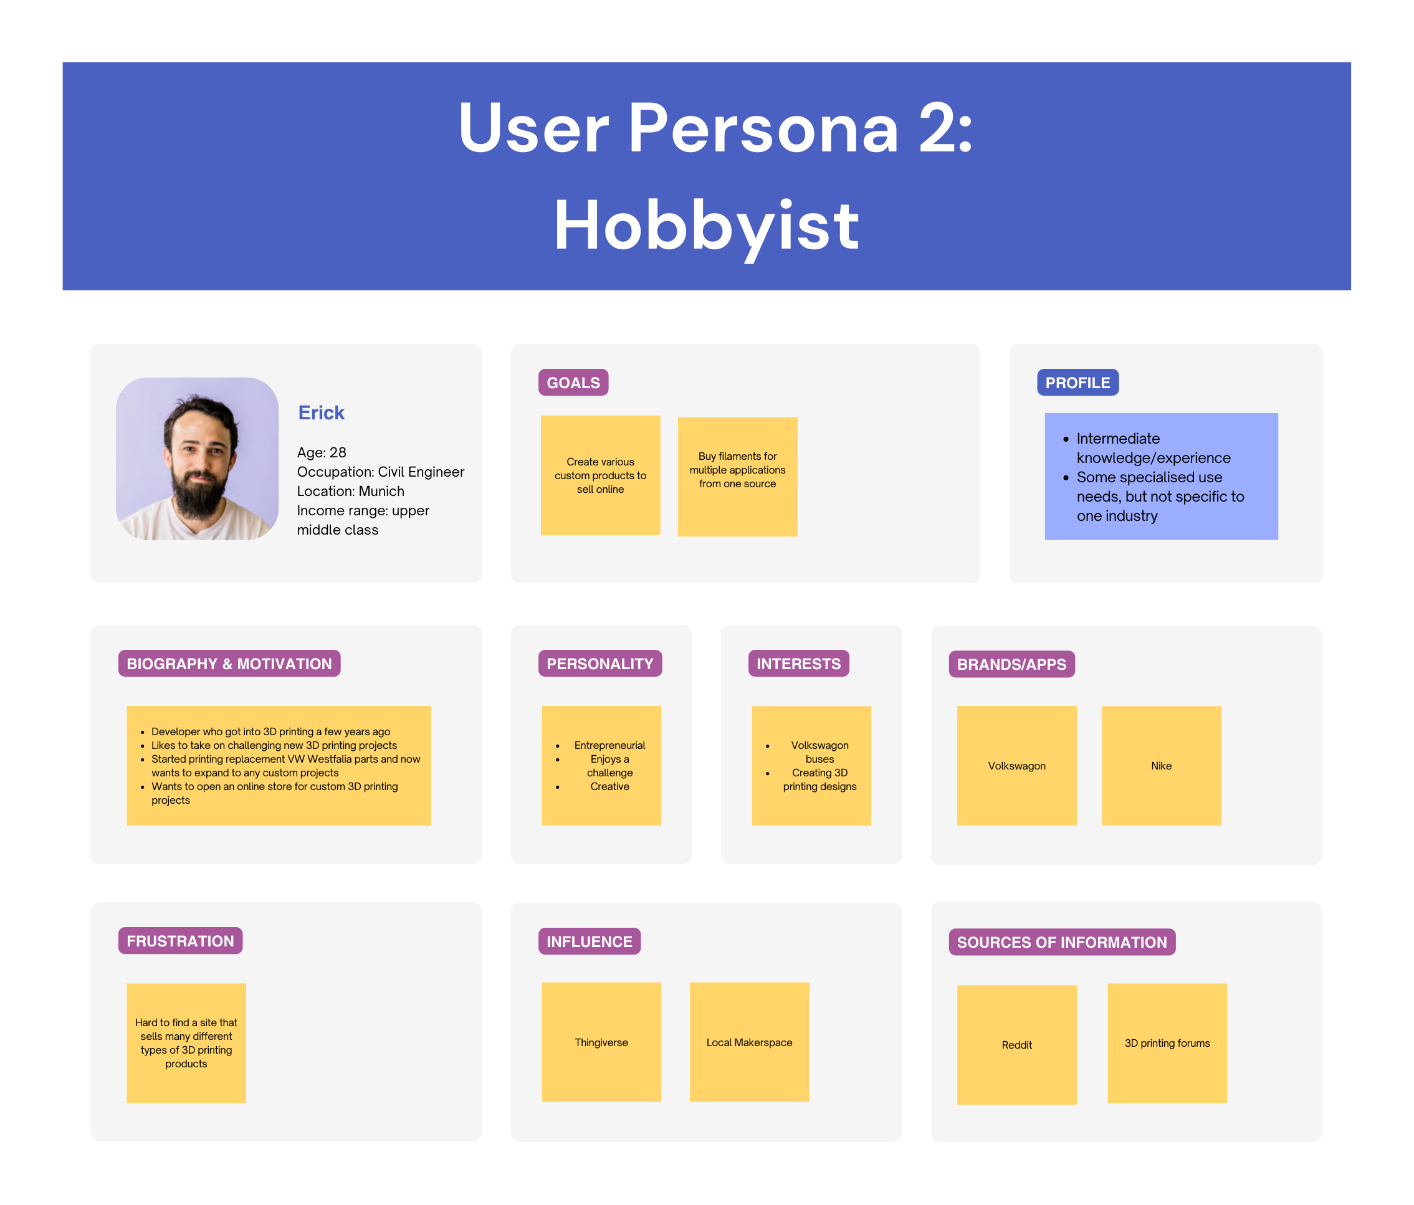 User Persona 2:
Hobbyist
Erick
Age: 28
Occupation: Civil Engineer
Location: Munich
Income range: upper
middle class
GOALS
Create various
custom products to
sell online
Buy filaments for
multiple applications
from one source
PROFILE
• Intermediate
knowledge/experience
• Some specialised use
needs, but not specific to
one industry
BIOGRAPHY & MOTIVATION
• Developer who got into 3D printing a few years ago
• Likes to take on challenging new 3D printing projects
• Started printing replacement VW Westfalia parts and now
wants to expand to any custom projects
• Wants to open an online store for custom 3D printing
projects
PERSONALITY
• Entrepreneurial
• Enjoys a
challenge
• Creative
INTERESTS
• Volkswagon
buses
• Creating 3D
printing designs
BRANDS/APPS
Volkswagon
Nike
FRUSTRATION
Hard to find a site that
sells many different
types of 3D printing
products
INFLUENCE
Thingiverse
Local Makerspace
SOURCES OF INFORMATION
Reddit
3D printing forums